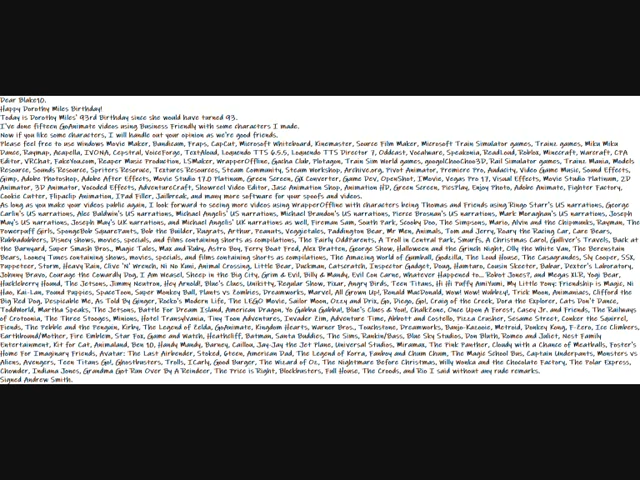 Dear Blake10.
Happy Dorothy Miles Birthday!
Today is Dorothy Miles' 93rd Birthday since she would have turned 93.
I've done fifteen GoAnimate videos using Business Friendly with some characters I made.
Now if you like some characters, I will hands out your opinion as we're good friends.
Please feel free to use Windows Movie Maker, Bandicam, Fraps, CapCut, Microsoft Whiteboard, Kinemaster, Source Film Maker, Microsoft Train Simulator games, Trainz games, Miku Miku
Dance, Raymap, Acapela, IVONA, Cepstral, VoiceForge, TextAloud, Loquendo TTS 6.5.5, Loquendo TTS Director 7, Oddcast, Vocalware, Speakonia, ReadLoud, Roblox, Minecraft, Warcraft, CTA
Editor, VRChat, FakeYou.com, Reaper Music Production, LSMaker, WrapperOffline, Gacha Club, Plotagon, Train Sim World games, googolChooChoo3D, Rail Simulator games, Trainz Mania, Models
Resource, Sounds Resource, Spriters Resource, Textures Resource, Steam Community, Steam Workshop, Archive.org, Pivot Animator, Premiere Pro, Audacity, Video Game Music, Sound Effects,
Gimp, Adobe Photoshop, Adobe After Effects, Movie Studio 17.0 Platinum, Green Screen, GX Converter, Game Dev, OpenShot, IMovie, Vegas Pro 17, Visual Effects, Movie Studio Platinum, 2D
Animator, 3D Animator, Vocoded Effects, AdventureCraft, Showreel Video Editor, Jase Animation Shop, Animation HD, Green Screen, PicsPlay, Enjoy Photo, Adobe Animate, Fighter Factory,
Cookie Cutter, Flipaclip Animation, IPad Filler, Jailbreak, and many more software for your spoofs and videos.
As long as you make your videos public again, I look forward to seeing more videos using WrapperOffline with characters being Thomas and Friends using Ringo Starr's US narrations, George
Carlin's US narrations, Alec Baldwin's US narrations, Michael Angelis' UK narrations, Michael Brandon's US narrations, Pierce Brosnan's US narrations, Mark Moraghan's US narrations, Joseph
May's US narrations, Joseph May's UK narrations, and Michael Angelis' UK narrations as well, Fireman Sam, South Park, Scooby Doo, The Simpsons, Mario, Alvin and the Chipmunks, Rayman, The
Powerpuff Girls, SpongeBob SquarePants, Bob the Builder, Rugrats, Arthur, Peanuts, Veggietales, Paddington Bear, Mr Men, Animals, Tom and Jerry, Roary the Racing Car, Care Bears,
Rubbadubbers, Disney shows, movies, specials, and films containing shorts as compilations, The Fairly Oddparents, A Troll in Central Park, Smurfs, A Christmas Carol, Gulliver's Travels, Back at
the Barnyard, Super Smash Bros., Magic Tales, Max and Ruby, Astro Boy, Ferry Boat Fred, Alex Bratten, George Show, Halloween and the Grinch Night, Olly the White Van, The Berenstain
Bears, Looney Tunes containing shows, movies, specials, and films containing shorts as compilations, The Amazing World of Gumball, Godzilla, The Loud House, The Casagrandes, Sly Cooper, SSX,
Puppeteer, Storm, Heavy Rain, Clive 'N' Wrench, Ni No Kuni, Animal Crossing, Little Bear, Duckman, Catscratch, Inspector Gadget, Doug, Hamtaro, Cousin Skeeter, Babar, Dexter's Laboratory,
Johnny Bravo, Courage the Cowardly Dog, I Am Weasel, Sheep in the Big City, Grim & Evil, Billy & Mandy, Evil Con Carne, Whatever Happened to... Robot Jones?, and Megas XLR, Yogi Bear,
Huckleberry Hound, The Jetsons, Jimmy Newton, Hey Arnold, Blue's Clues, Unikitty, Regular Show, Pixar, Angry Birds, Teen Titans, Hi Hi Puffy AmiYumi, My Little Pony: Friendship is Magic, Ni
Hao, Kai-Lan, Pound Puppies, SpaceToon, Super Monkey Ball, Plants vs Zombies, Dreamworks, Marvel, All Grown Up!, Ronald MacDonald, Wow! Wow! Wubbzy!, Trick Moon, Animaniacs, Clifford the
Big Red Dog, Despicable Me, As Told By Ginger, Rocko's Modern Life, The LEGO Movie, Sailor Moon, Ozzy and Drix, Go, Diego, Go!, Craig of the Creek, Dora the Explorer, Cats Don't Dance,
ToddWorld, Martha Speaks, The Jetsons, Battle For Dream Island, American Dragon, Yo Gabba Gabba!, Blue's Clues & You!, ChalkZone, Once Upon A Forest, Casey Jr. and Friends, The Railways
of Crotoonia, The Three Stooges, Minions, Hotel Transylvania, Tiny Toon Adventures, Invader Zim, Adventure Time, Abbott and Costello, Pizza Crasher, Sesame Street, Conker the Squirrel,
Fiends, The Pebble and the Penguin, Kirby, The Legend of Zelda, GoAnimate, Kingdom Hearts, Warner Bros., Touchstone, Dreamworks, Banjo-Kazooie, Metroid, Donkey Kong, F-Zero, Ice Climbers,
Earthbound/Mother, Fire Emblem, Star Fox, Game and Watch, Heathcliff, Batman, Santa Buddies, The Sims, Rankin/Bass, Blue Sky Studios, Don Bluth, Romeo and Juliet, Nest Family
Entertainment, Kit for Cat, Animaland, Ben 10, Handy Mandy, Barney, Caillou, Jay Jay the Jet Plane, Universal Studios, Miramax, The Pink Panther, Cloudy with a Chance of Meatballs, Foster's
Home For Imaginary Friends, Avatar: The Last Airbender, Stoked, Green, American Dad, The Legend of Korra, Fanboy and Chum Chum, The Magic School Bus, Captain Underpants, Monsters vs
Aliens, Avengers, Teen Titans Go!, Ghostbusters, Trolls, ICarly, Good Burger, The Wizard of Oz, The Nightmare Before Christmas, Willy Wonka and the Chocolate Factory, The Polar Express,
Chowder, Indiana Jones, Grandma Got Run Over By A Reindeer, The Price is Right, Blockbusters, Full House, The Croods, and Rio I said without any rude remarks.
Signed Andrew Smith.